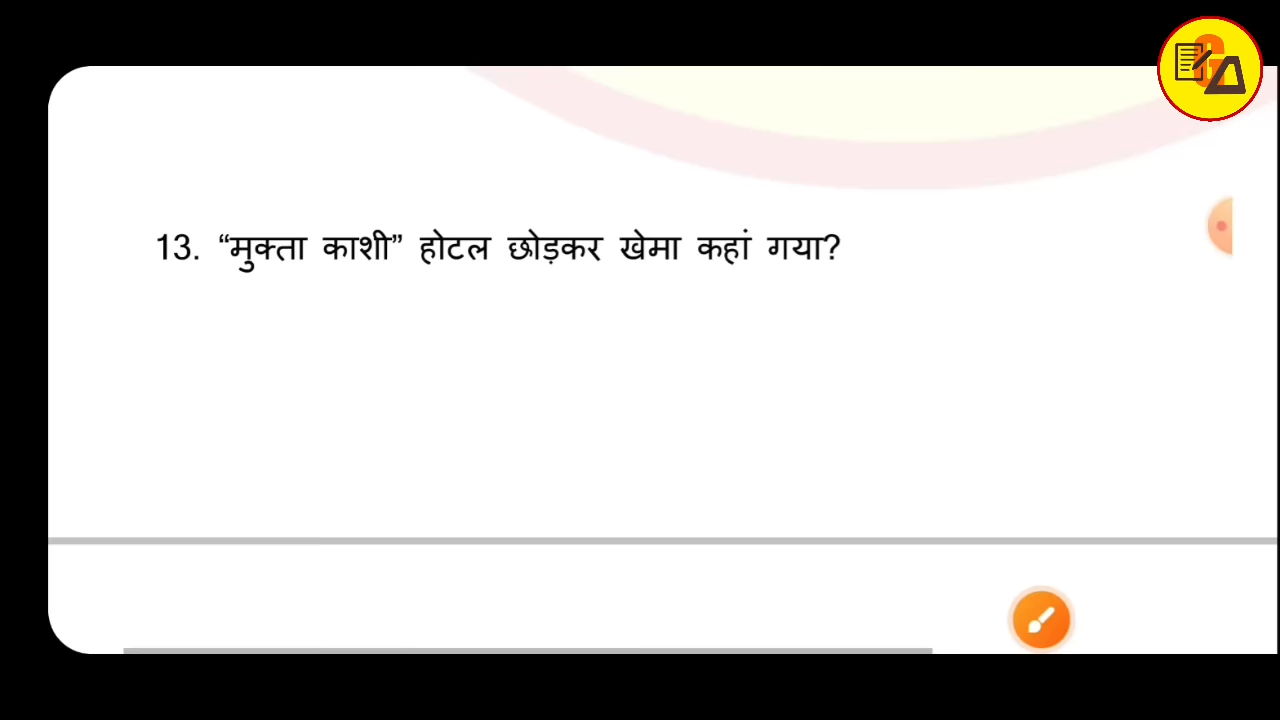 13. “मुक्ता काशी” होटल छोड़कर खेमा कहां गया?